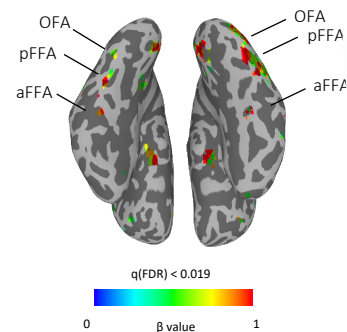 OFA
pFFA
aFFA
OFA
pFFA
aFFA
q(FDR) < 0.019
0 β value 1